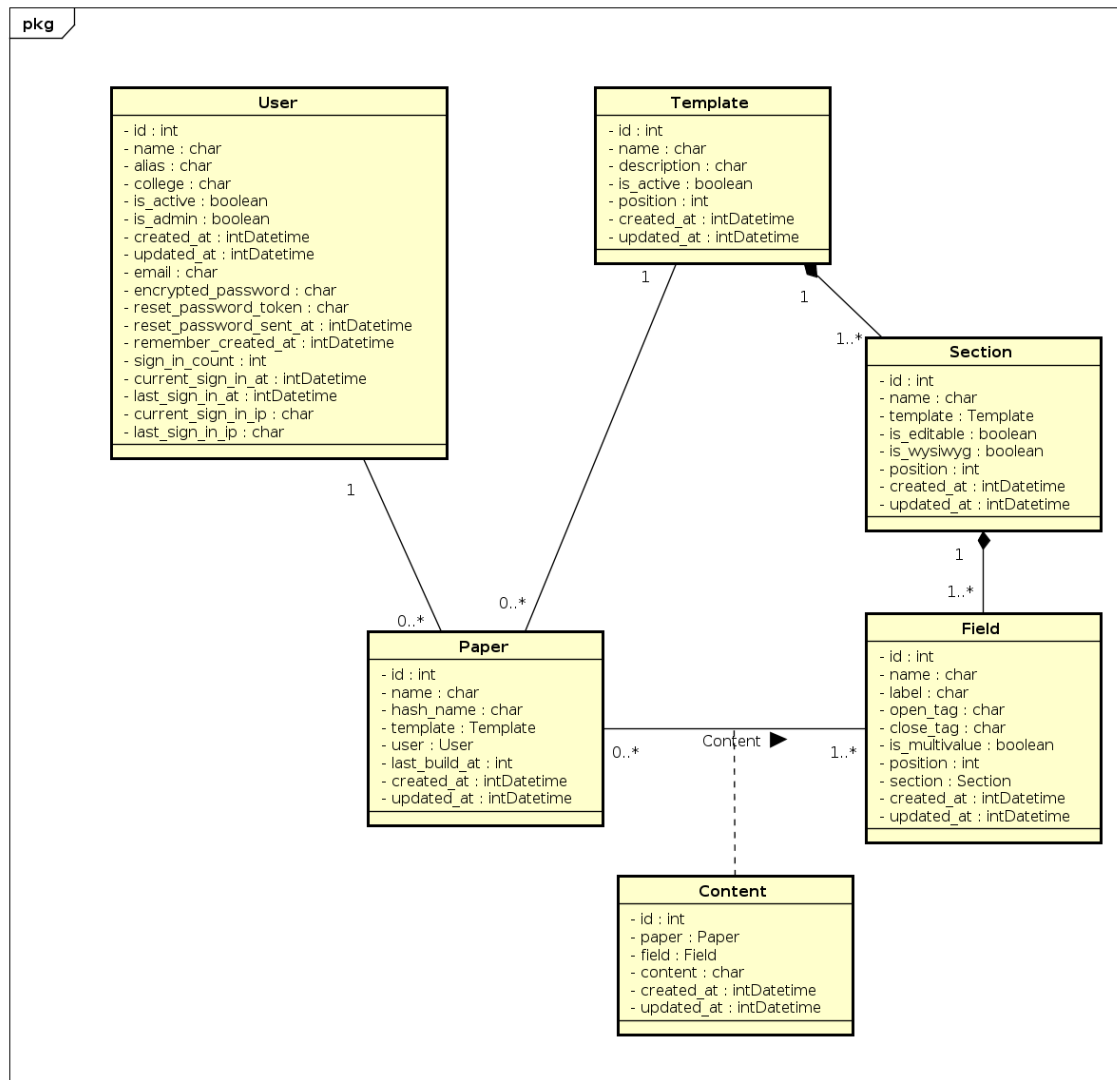 pkg
User
- id : int
- name : char
- alias : char
- college : char
- is_active : boolean
- is_admin : boolean
- created_at : intDatetime
- updated_at : intDatetime
- email : char
- encrypted_password : char
- reset_password_token : char
- reset_password_sent_at : intDatetime
- remember_created_at : intDatetime
- sign_in_count : int
- current_sign_in_at : intDatetime
- last_sign_in_at : intDatetime
- current_sign_in_ip : char
- last_sign_in_ip : char
Template
- id : int
- name : char
- description : char
- is_active : boolean
- position : int
- created_at : intDatetime
- updated_at : intDatetime
1
1
1..*
Section
- id : int
- name : char
- template : Template
- is_editable : boolean
- is_wysiwyg : boolean
- position : int
- created_at : intDatetime
- updated_at : intDatetime
1
1
1..*
0..*
0..*
Paper
- id : int
- name : char
- hash_name : char
- template : Template
- user : User
- last_build_at : int
- created_at : intDatetime
- updated_at : intDatetime
0..*
Content
1..*
Field
- id : int
- name : char
- label : char
- open_tag : char
- close_tag : char
- is_multivalue : boolean
- position : int
- section : Section
- created_at : intDatetime
- updated_at : intDatetime
Content
- id : int
- paper : Paper
- field : Field
- content : char
- created_at : intDatetime
- updated_at : intDatetime